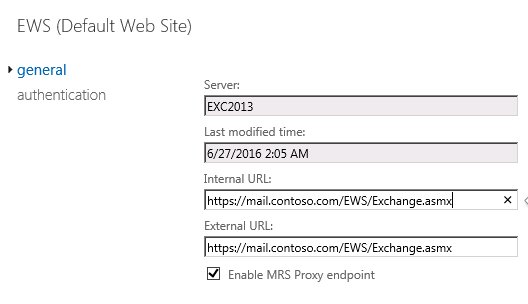 EWS (Default Web Site)
general
authentication
Server:
EXC2013
Last modified time:
6/27/2016 2:05 AM
Internal URL:
https://mail.contoso.com/EWS/Exchange.asmx
External URL:
https://mail.contoso.com/EWS/Exchange.asmx
Enable MRS Proxy endpoint